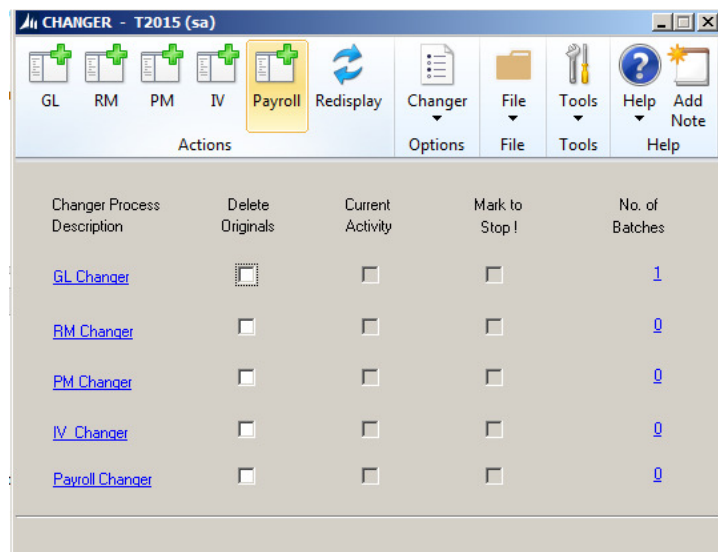 CHANGER - T2015 (sa)
GL RM PM IV Payroll Redisplay Changer File Tools Help Add Note
Actions Options File Tools Help
Changer Process Description Delete Originals Current Activity Mark to Stop ! No. of Batches
GL Changer 1
RM Changer 0
PM Changer 0
IV Changer 0
Payroll Changer 0